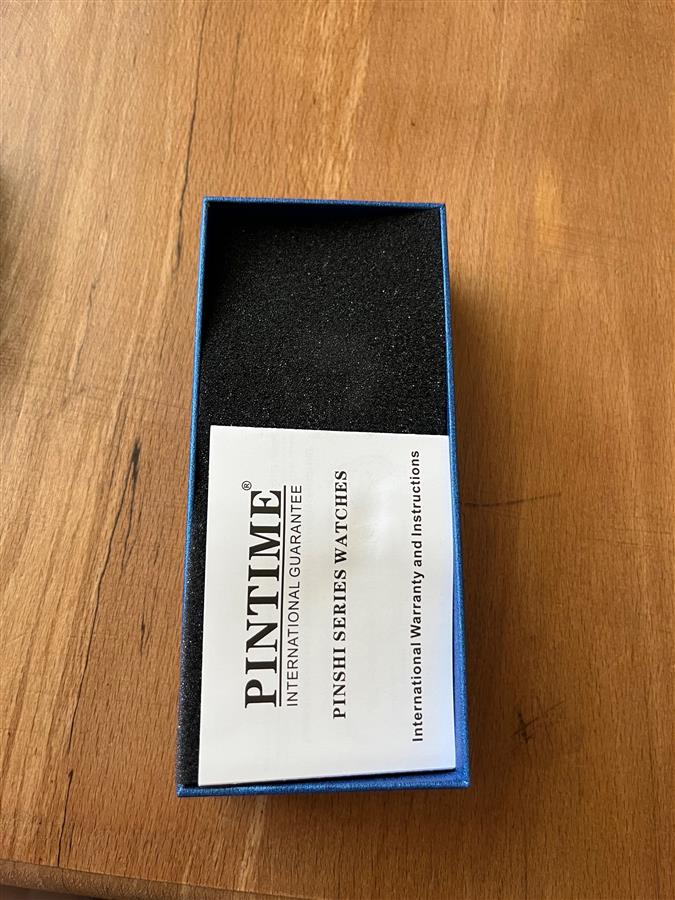 PINTIME®
INTERNATIONAL GUARANTEE
PINSHI SERIES WATCHES
International Warranty and Instructions